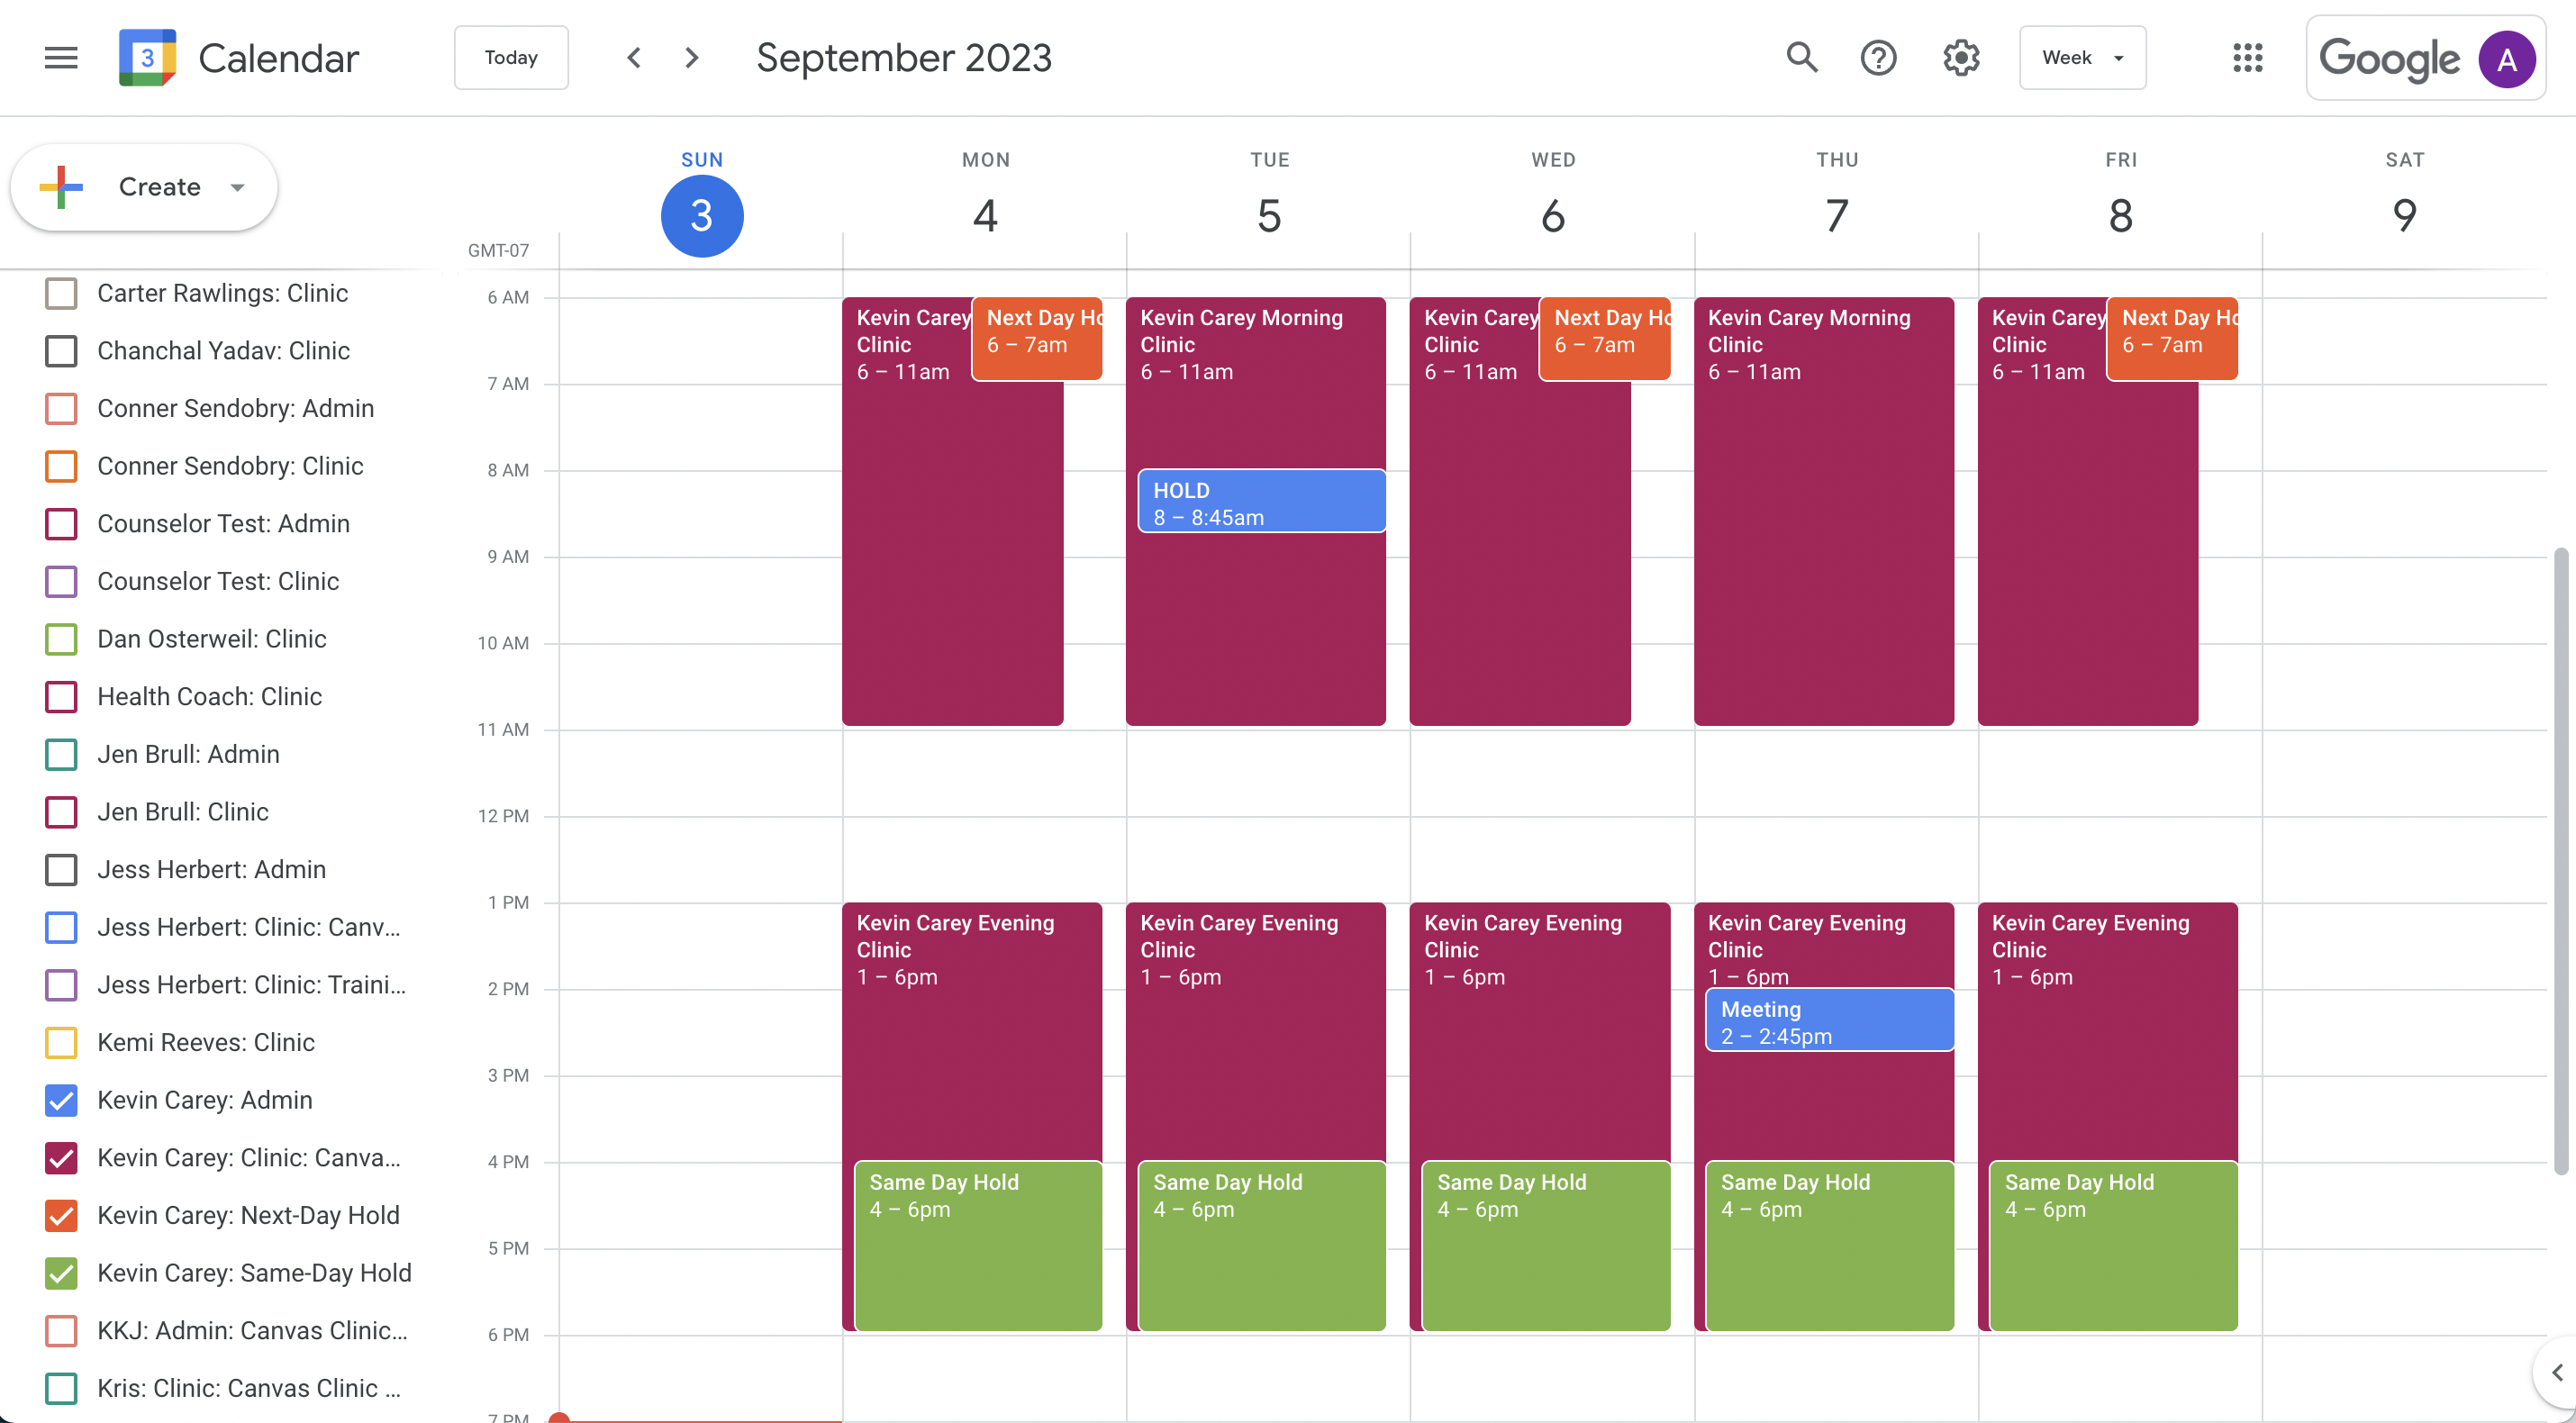 3 Calendar Today September 2023 Week Google A
Create
SUN MON TUE WED THU FRI SAT
3 4 5 6 7 8 9
GMT-07
Carter Rawlings: Clinic
Chanchal Yadav: Clinic
Conner Sendobry: Admin
Conner Sendobry: Clinic
Counselor Test: Admin
Counselor Test: Clinic
Dan Osterweil: Clinic
Health Coach: Clinic
Jen Brull: Admin
Jen Brull: Clinic
Jess Herbert: Admin
Jess Herbert: Clinic: Canv...
Jess Herbert: Clinic: Traini...
Kemi Reeves: Clinic
Kevin Carey: Admin
Kevin Carey: Clinic: Canva...
Kevin Carey: Next-Day Hold
Kevin Carey: Same-Day Hold
KKJ: Admin: Canvas Clinic...
Kris: Clinic: Canvas Clinic ...
6 AM
7 AM
8 AM
9 AM
10 AM
11 AM
12 PM
1 PM
2 PM
3 PM
4 PM
5 PM
6 PM
7 PM
Kevin Carey
Clinic
6 – 11am
Next Day Ho
6 – 7am
Kevin Carey Evening
Clinic
1 – 6pm
Same Day Hold
4 – 6pm
Kevin Carey Morning
Clinic
6 – 11am
HOLD
8 – 8:45am
Kevin Carey Evening
Clinic
1 – 6pm
Same Day Hold
4 – 6pm
Kevin Carey
Clinic
6 – 11am
Next Day Ho
6 – 7am
Kevin Carey Evening
Clinic
1 – 6pm
Same Day Hold
4 – 6pm
Kevin Carey Morning
Clinic
6 – 11am
Kevin Carey Evening
Clinic
1 – 6pm
Meeting
2 – 2:45pm
Same Day Hold
4 – 6pm
Kevin Carey
Clinic
6 – 11am
Next Day Ho
6 – 7am
Kevin Carey Evening
Clinic
1 – 6pm
Same Day Hold
4 – 6pm